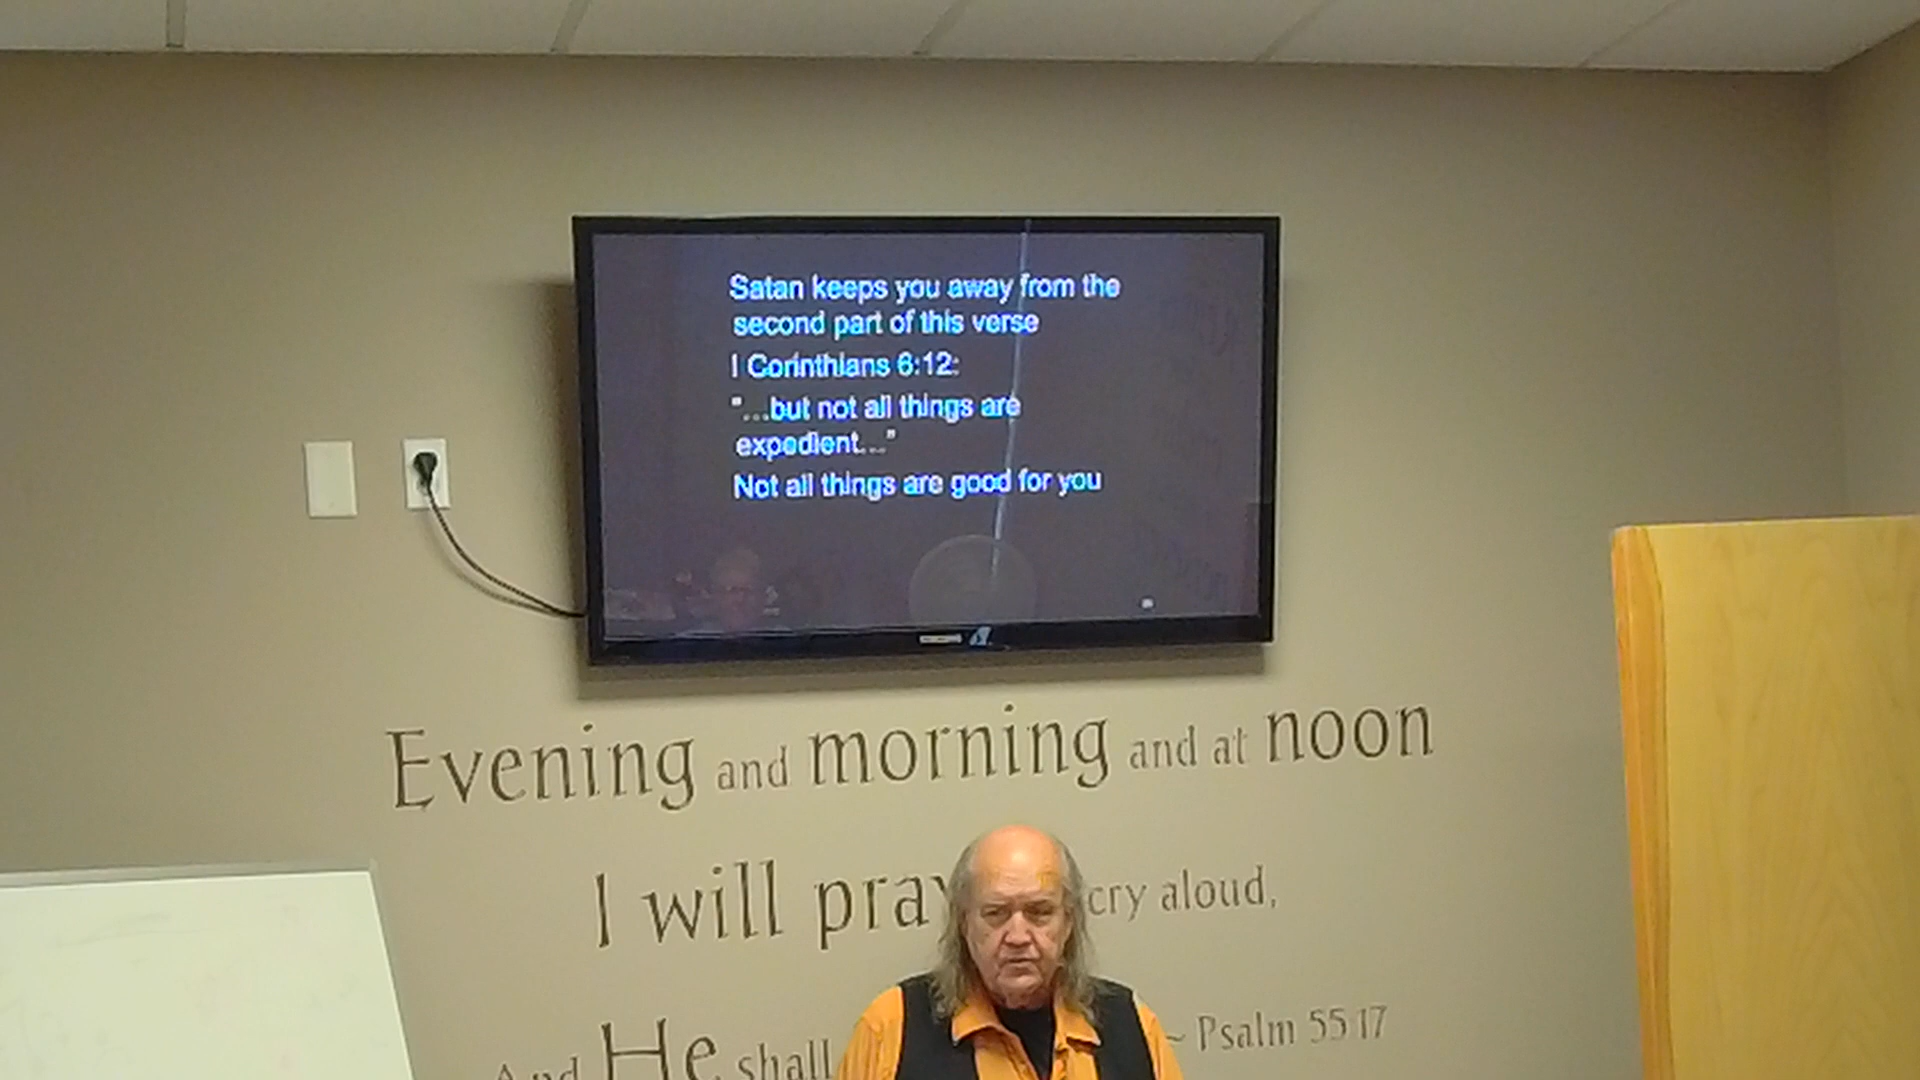 Satan keeps you away from the
second part of this verse
I Corinthians 6:12:
"...but not all things are
expedient..."
Not all things are good for you
Evening and morning and at noon
I will pray cry aloud,
And He shall
~ Psalm 55 17